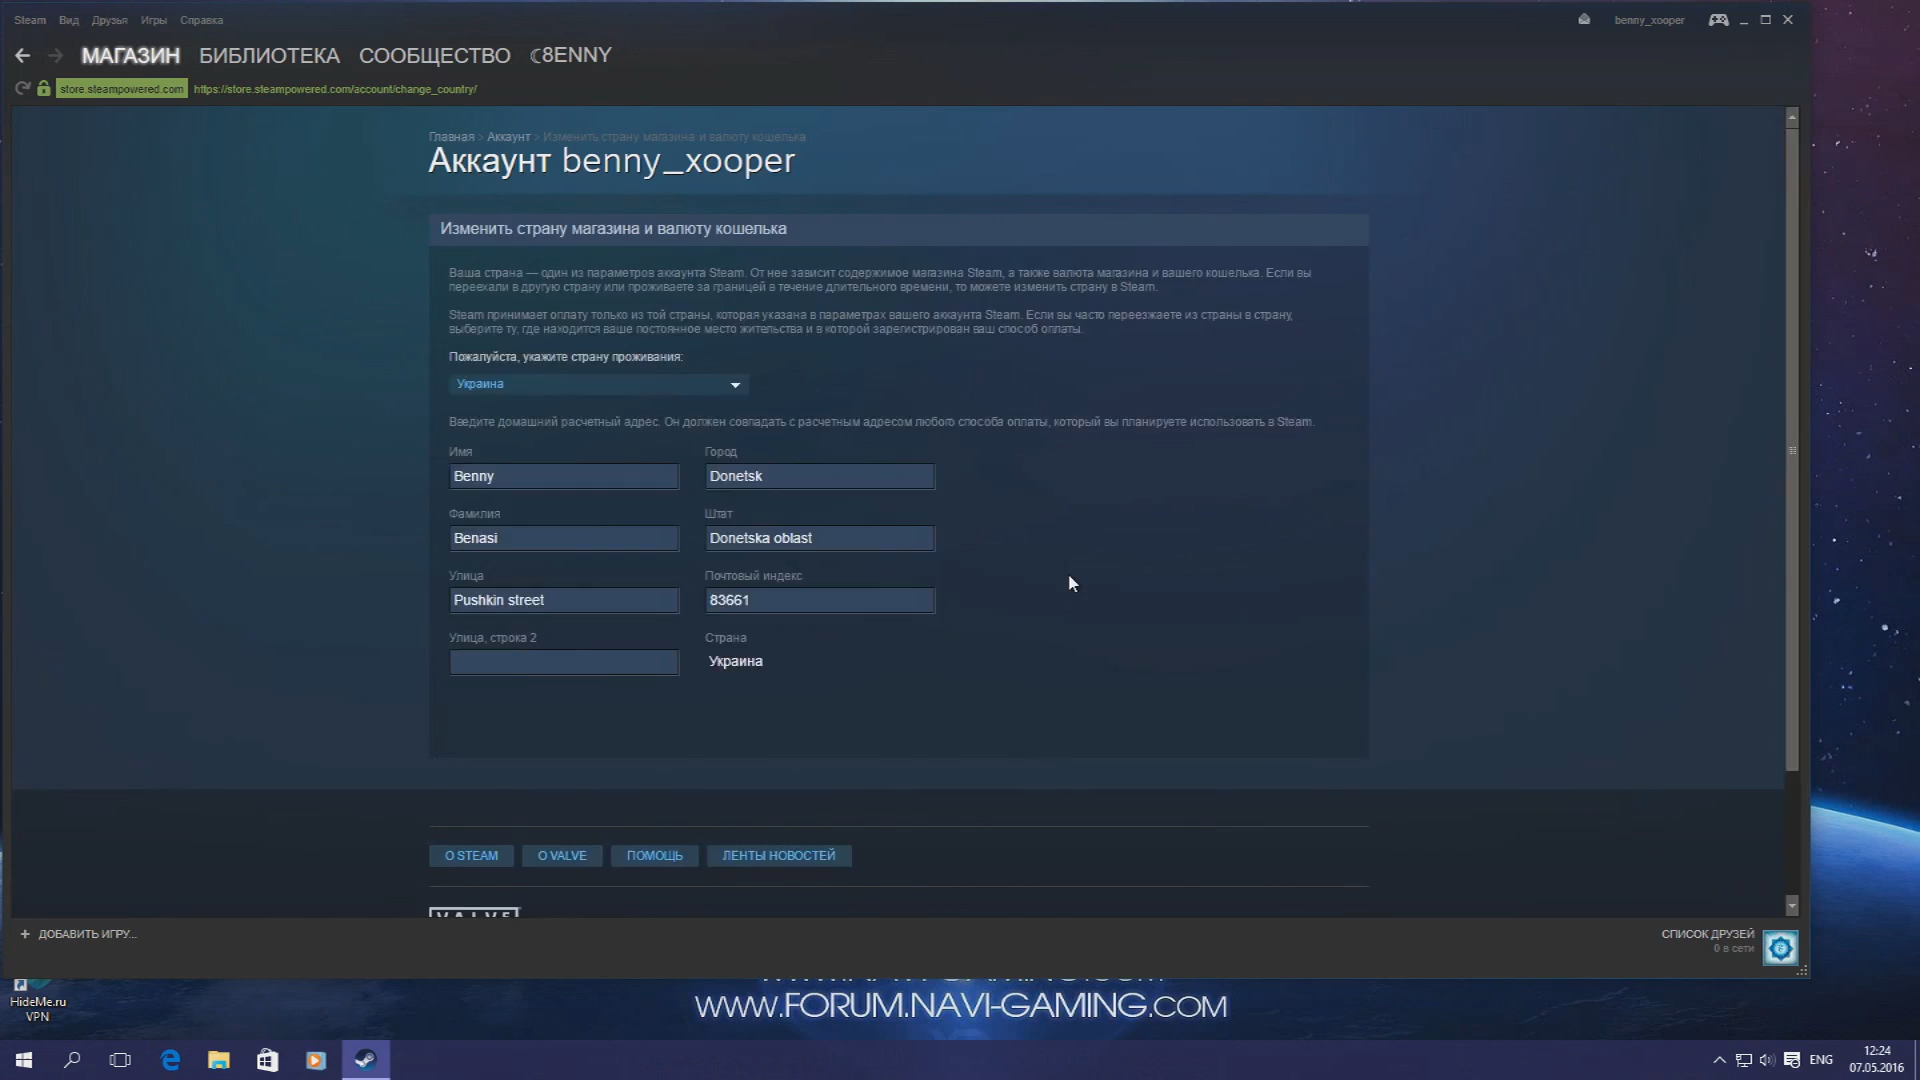 Steam Вид Друзья Игры Справка
benny_xooper
МАГАЗИН БИБЛИОТЕКА СООБЩЕСТВО ☾8ENNY
store.steampowered.com https://store.steampowered.com/account/change_country/
Главная > Аккаунт > Изменить страну магазина и валюту кошелька
Аккаунт benny_xooper
Изменить страну магазина и валюту кошелька
Ваша страна — один из параметров аккаунта Steam. От нее зависит содержимое магазина Steam, а также валюта магазина и вашего кошелька. Если вы
переехали в другую страну или проживаете за границей в течение длительного времени, то можете изменить страну в Steam.
Steam принимает оплату только из той страны, которая указана в параметрах вашего аккаунта Steam. Если вы часто переезжаете из страны в страну,
выберите ту, где находится ваше постоянное место жительства и в которой зарегистрирован ваш способ оплаты.
Пожалуйста, укажите страну проживания:
Украина
Введите домашний расчетный адрес. Он должен совпадать с расчетным адресом любого способа оплаты, который вы планируете использовать в Steam.
Имя Город
Benny Donetsk
Фамилия Штат
Benasi Donetska oblast
Улица Почтовый индекс
Pushkin street 83661
Улица, строка 2 Страна
Украина
О STEAM О VALVE ПОМОЩЬ ЛЕНТЫ НОВОСТЕЙ
VALVE
+ ДОБАВИТЬ ИГРУ...
СПИСОК ДРУЗЕЙ
0 в сети
HideMe.ru
VPN
WWW.FORUM.NAVI-GAMING.COM
ENG
12:24
07.05.2016